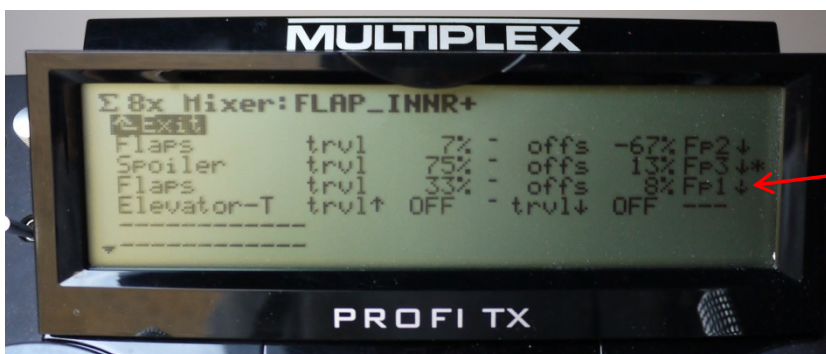 MULTIPLEX
Σ 8x Mixer:FLAP_INNR+
Exit
Flaps trvl 7% - offs -67% Fp2↓
Spoiler trvl 75% - offs 13% Fp3↓*
Flaps trvl 33% - offs 8% Fp1↓
Elevator-T trvl↑ OFF - trvl↓ OFF ---
-------------
-------------
PROFI TX